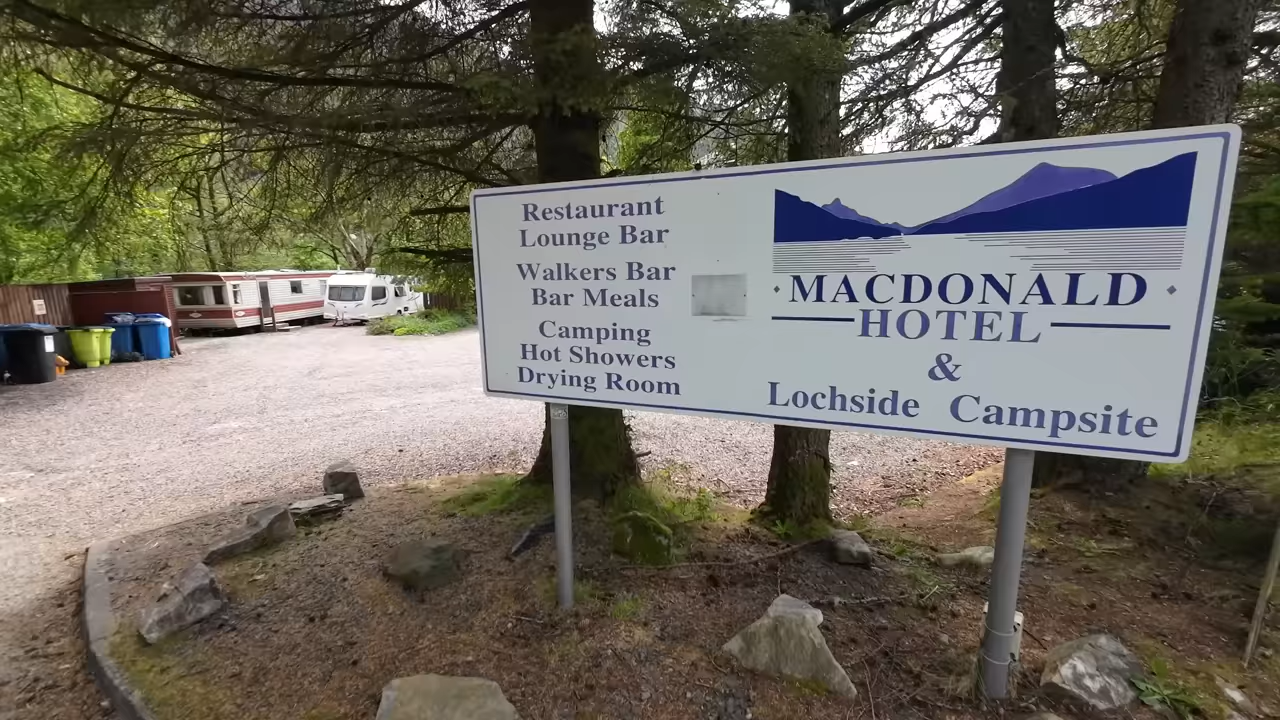 Restaurant
Lounge Bar
Walkers Bar
Bar Meals
Camping
Hot Showers
Drying Room
MACDONALD
HOTEL
&
Lochside Campsite